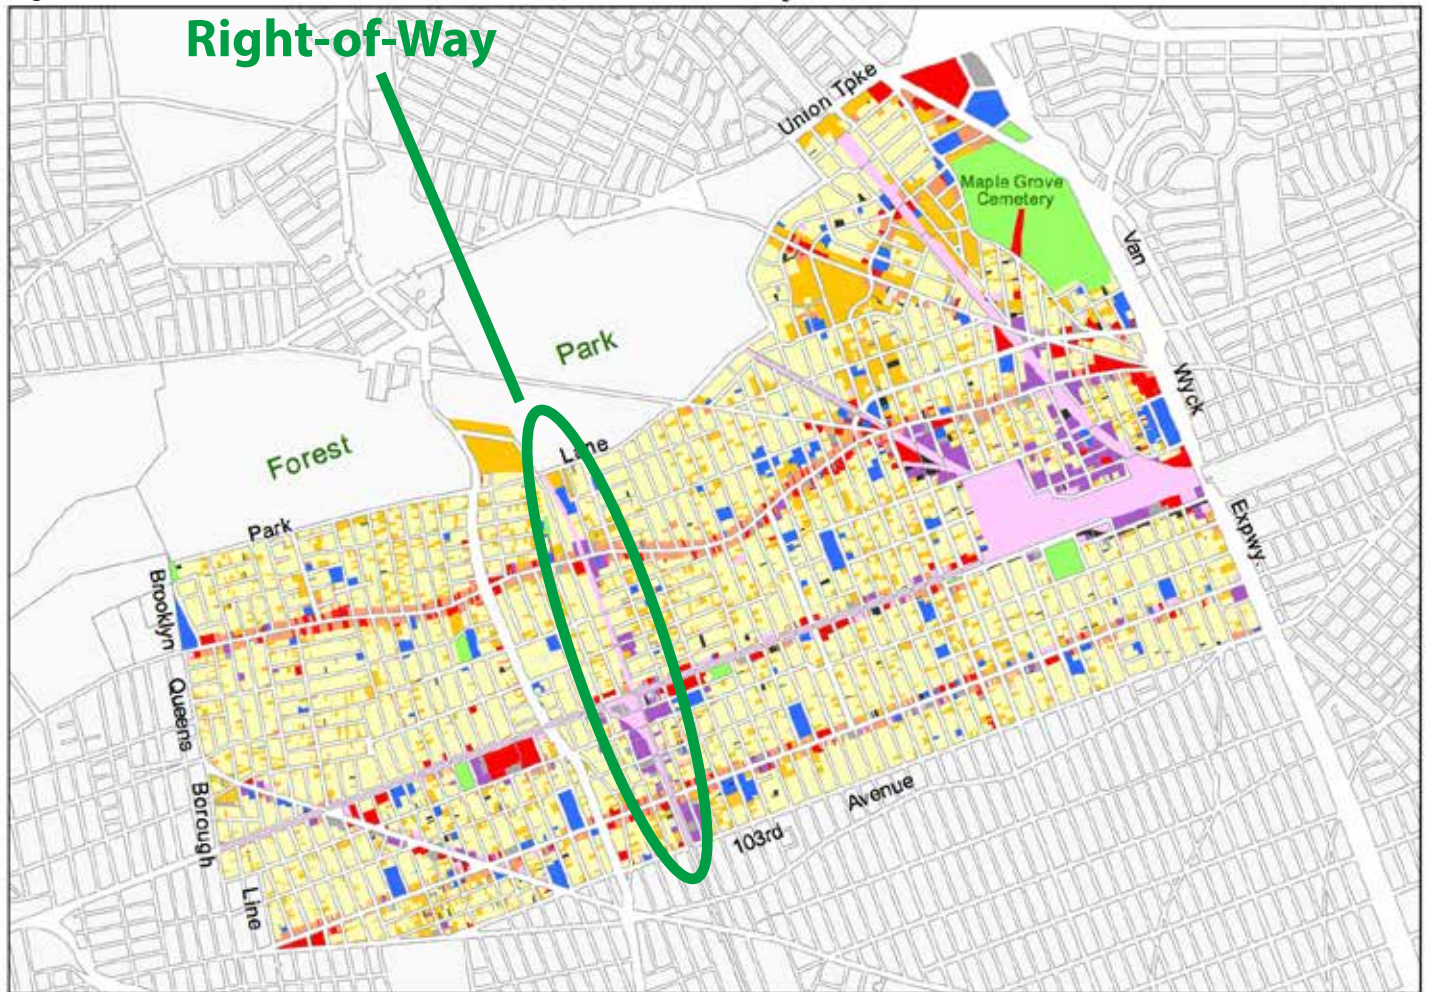 Right-of-Way
Union Tpke
Maple Grove
Cemetery
Van
Park
Wyck
Forest
Lane
Park
Expwy.
Brooklyn
Queens
Borough
Line
Avenue
103rd